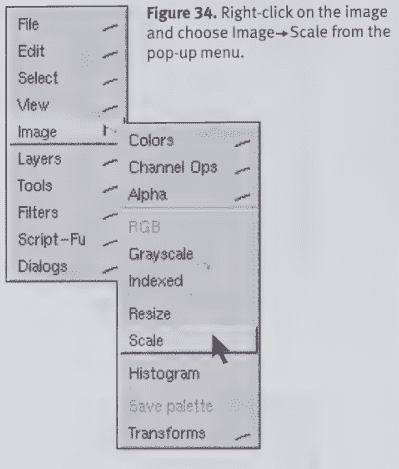 Figure 34. Right-click on the image
and choose Image→Scale from the
pop-up menu.
File
Edit
Select
View
Image
Layers
Tools
Filters
Script-Fu
Dialogs
Colors
Channel Ops
Alpha
RGB
Grayscale
Indexed
Resize
Scale
Histogram
Save palette
Transforms